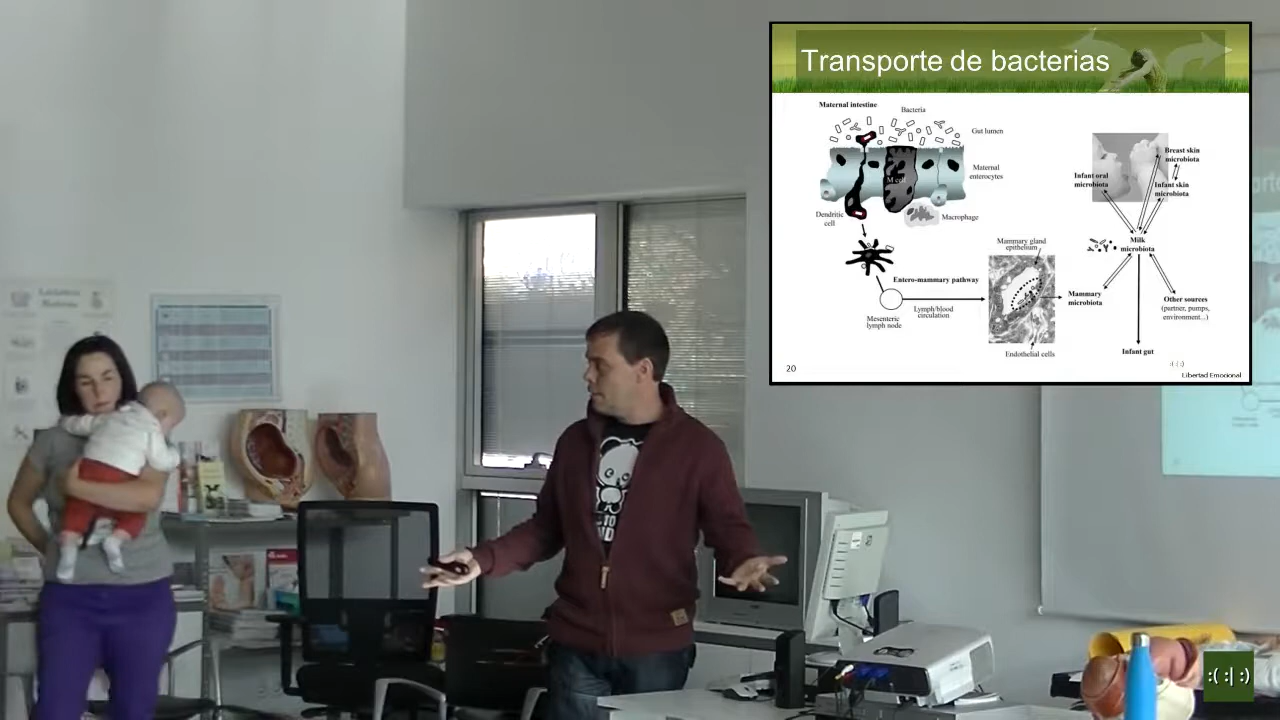 Transporte de bacterias
Maternal intestine
Bacteria
Gut lumen
Maternal
enterocytes
M cell
Dendritic
cell
Macrophage
Entero-mammary pathway
Mesenteric
lymph node
Lymph/blood
circulation
Mammary gland
epithelium
Endothelial cells
Mammary
microbiota
Infant oral
microbiota
Breast skin
microbiota
Infant skin
microbiota
Milk
microbiota
Other sources
(partner, pumps,
environment...)
Infant gut
20
:(:|:)
Libertad Emocional
:( :| :)